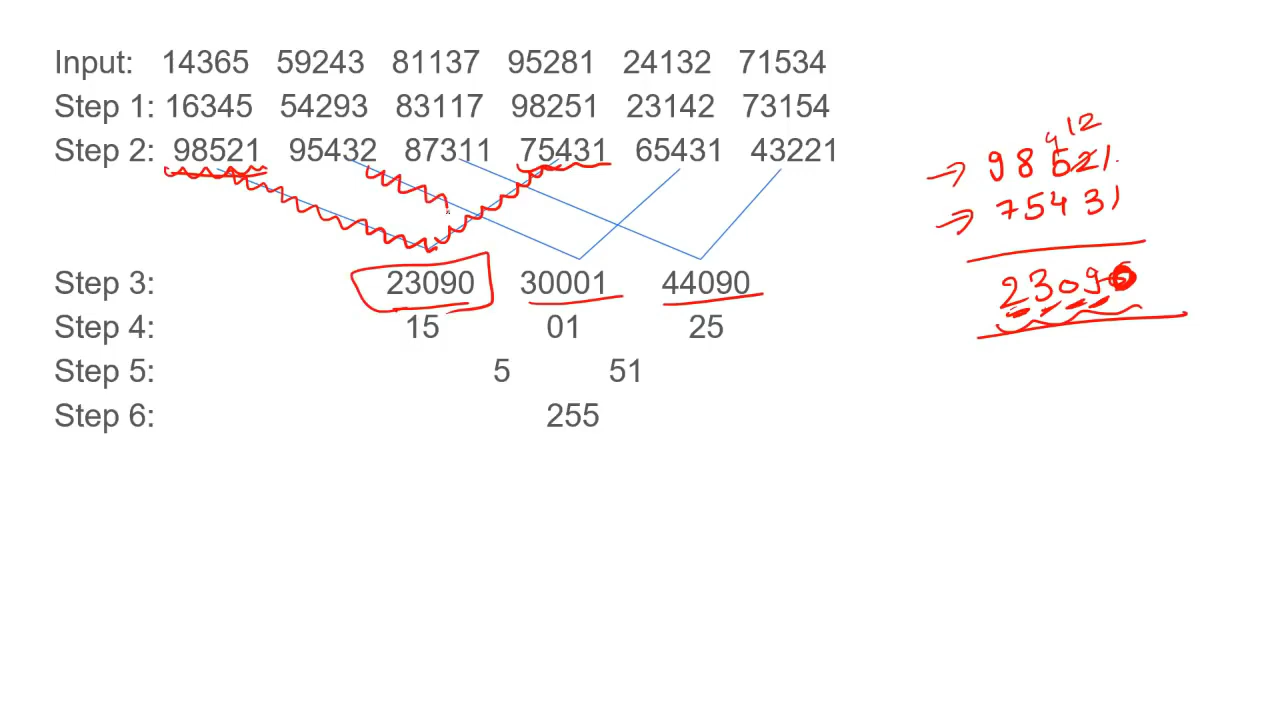 Input: 14365 59243 81137 95281 24132 71534
Step 1: 16345 54293 83117 98251 23142 73154
Step 2: 98521 95432 87311 75431 65431 43221
Step 3: 23090 30001 44090
Step 4: 15 01 25
Step 5: 5 51
Step 6: 255
4 12
→ 98521
→ 75431
23090